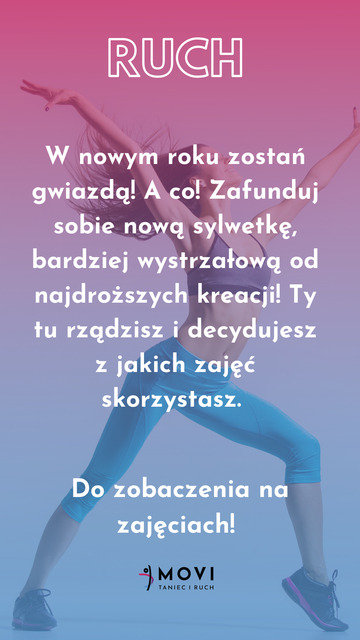 RUCH
W nowym roku zostań
gwiazdą! A co! Zafunduj
sobie nową sylwetkę,
bardziej wystrzałową od
najdroższych kreacji! Ty
tu rządzisz i decydujesz
z jakich zajęć
skorzystasz.
Do zobaczenia na
zajęciach!
MOVI
TANIEC I RUCH